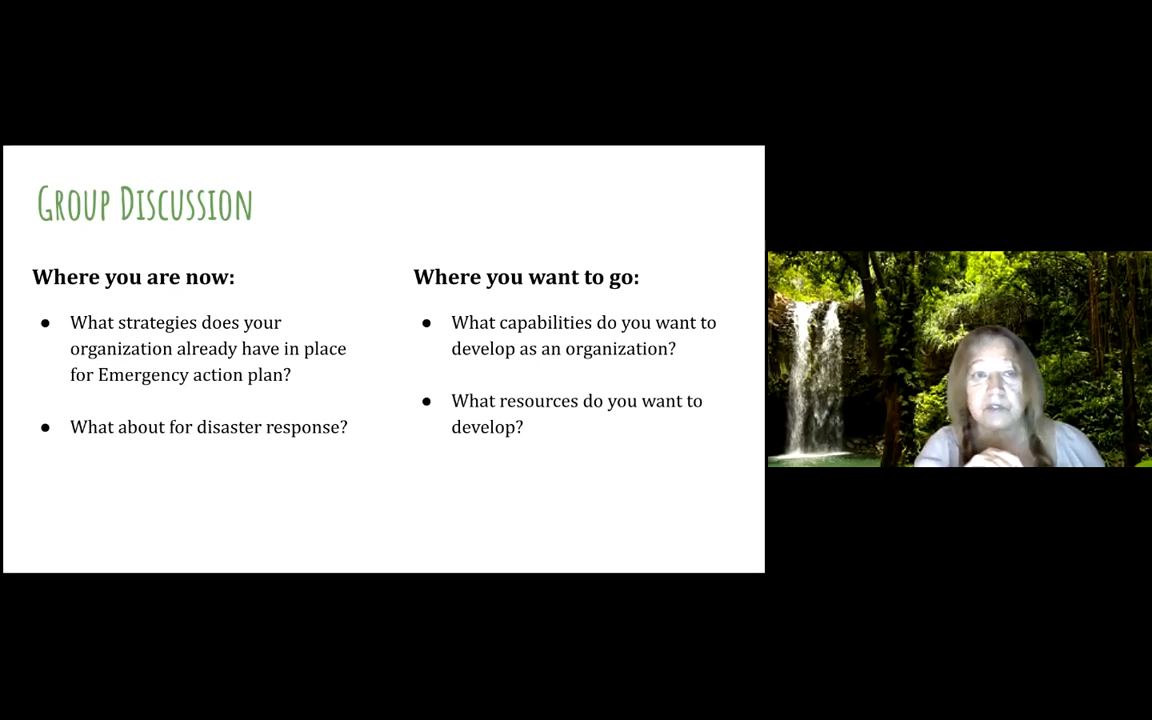 Group Discussion
Where you are now:
● What strategies does your
organization already have in place
for Emergency action plan?
● What about for disaster response?
Where you want to go:
● What capabilities do you want to
develop as an organization?
● What resources do you want to
develop?